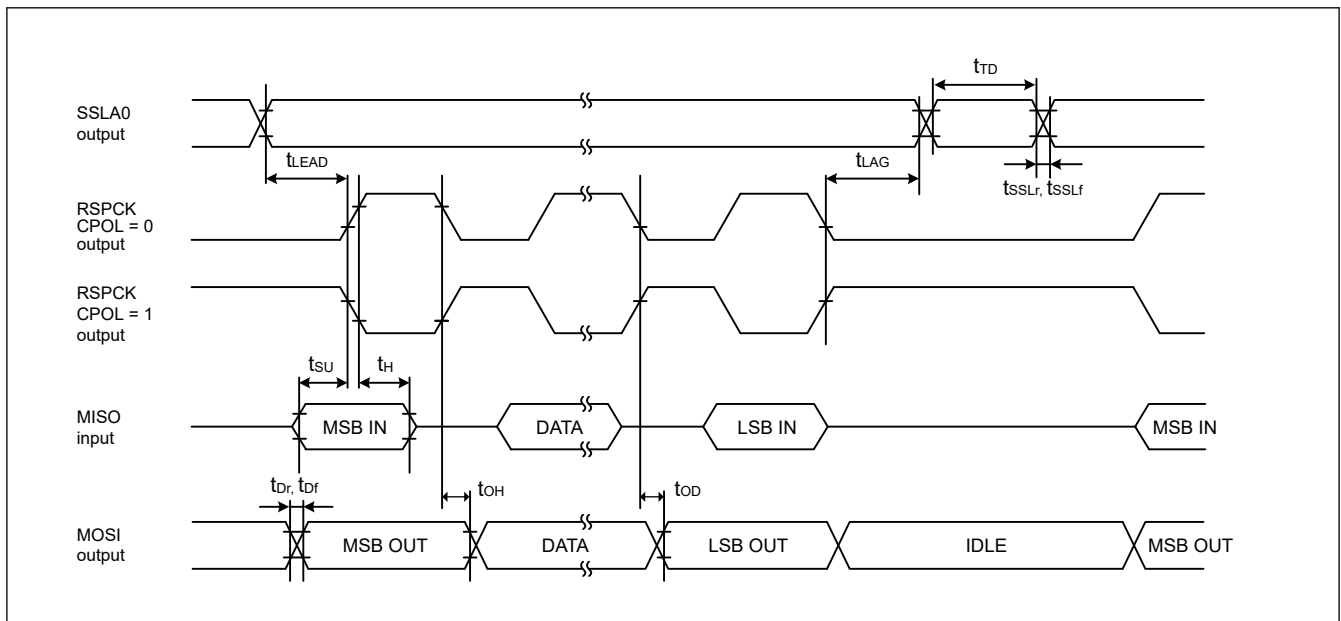 tTD
SSLA0
output
tLEAD
tLAG
tSSLr, tSSLf
RSPCK
CPOL = 0
output
RSPCK
CPOL = 1
output
tSU
tH
MISO
input
MSB IN
DATA
LSB IN
MSB IN
tDr, tDf
tOH
tOD
MOSI
output
MSB OUT
DATA
LSB OUT
IDLE
MSB OUT